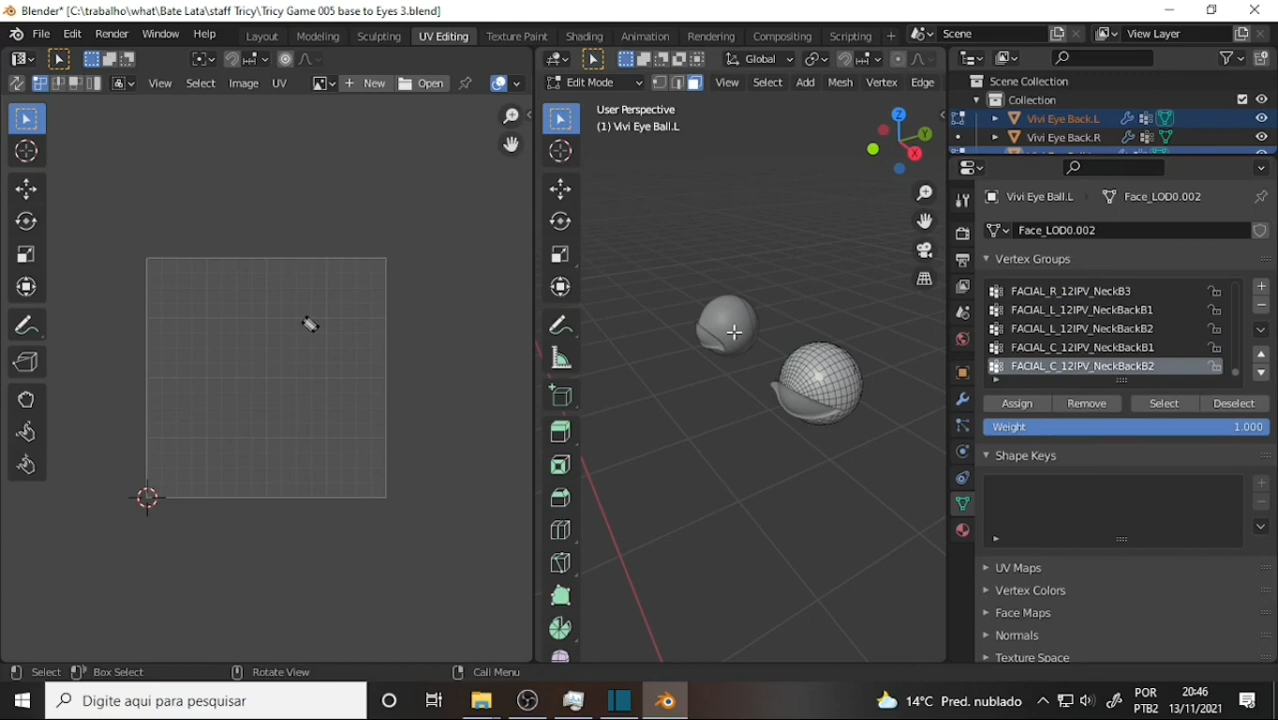 Blender* [C:\trabalho\what\Bate Lata\staff Tricy\Tricy Game 005 base to Eyes 3.blend]
File Edit Render Window Help Layout Modeling Sculpting UV Editing Texture Paint Shading Animation Rendering Compositing Scripting Scene View Layer
Global
View Select Image UV New Open Edit Mode View Select Add Mesh Vertex Edge
Scene Collection
Collection
Vivi Eye Back.L
Vivi Eye Back.R
User Perspective
(1) Vivi Eye Ball.L
Z
Y
X
Vivi Eye Ball.L Face_LOD0.002
Face_LOD0.002
Vertex Groups
FACIAL_R_12IPV_NeckB3
FACIAL_L_12IPV_NeckBackB1
FACIAL_L_12IPV_NeckBackB2
FACIAL_C_12IPV_NeckBackB1
FACIAL_C_12IPV_NeckBackB2
Assign Remove Select Deselect
Weight 1.000
Shape Keys
UV Maps
Vertex Colors
Face Maps
Normals
Texture Space
Select Box Select Rotate View Call Menu
Digite aqui para pesquisar
14°C Pred. nublado
POR
PTB2
20:46
13/11/2021